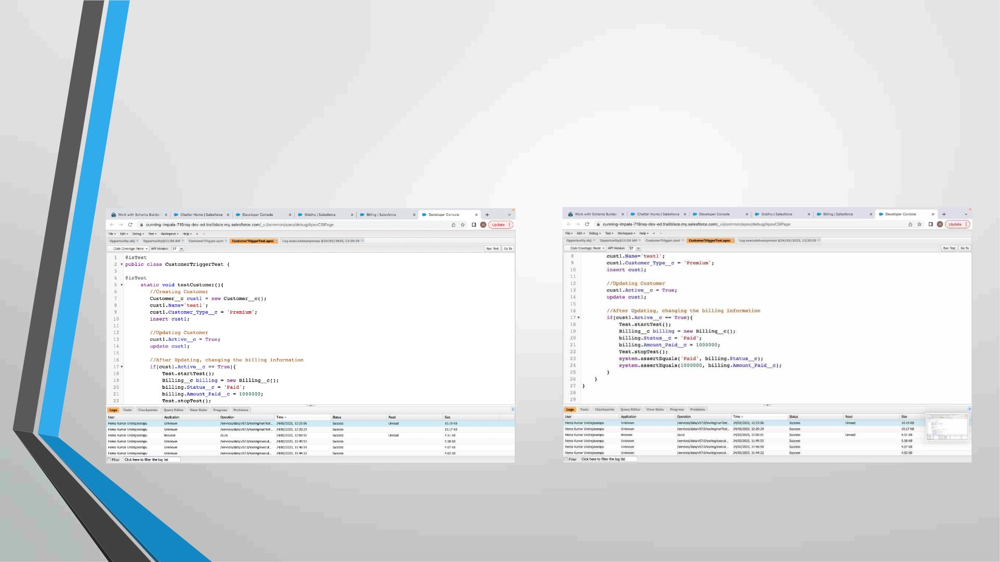 Work with Schema Builder
Chatter Home | Salesforce
Developer Console
Siddhu | Salesforce
Billing | Salesforce
Developer Console
cunning-impala-719rsq-dev-ed.trailblaze.my.salesforce.com/_ui/common/apex/debug/ApexCSIPage
Update
File Edit Debug Test Workspace Help < >
Opportunity.obj Opportunity@11:56 AM CustomerTrigger.apxt CustomerTriggerTest.apxc Log executeAnonymous @24/02/2023, 12:20:29
Code Coverage: None API Version: 57 Run Test Go To
1 @isTest
2 public class CustomerTriggerTest {
3
4 @isTest
5 static void testCustomer(){
6 //Creating Customer
7 Customer__c cust1 = new Customer__c();
8 cust1.Name='test1';
9 cust1.Customer_Type__c = 'Premium';
10 insert cust1;
11
12 //Updating Customer
13 cust1.Active__c = True;
14 update cust1;
15
16 //After Updating, changing the billing information
17 if(cust1.Active__c == True){
18 Test.startTest();
19 Billing__c billing = new Billing__c();
20 billing.Status__c = 'Paid';
21 billing.Amount_Paid__c = 1000000;
22 Test.stopTest();
Logs Tests Checkpoints Query Editor View State Progress Problems
User Application Operation Time Status Read Size
Hema Kumar Undrajavarapu Unknown /services/data/v57.0/tooling/runTest... 24/02/2023, 12:23:06 Success Unread 10.19 KB
Hema Kumar Undrajavarapu Unknown /services/data/v57.0/tooling/runTest... 24/02/2023, 12:20:29 Success 10.17 KB
Hema Kumar Undrajavarapu Browser /aura 24/02/2023, 12:00:51 Success Unread 4.51 KB
Hema Kumar Undrajavarapu Unknown /services/data/v57.0/tooling/execut... 24/02/2023, 11:49:53 Success 5.58 KB
Hema Kumar Undrajavarapu Unknown /services/data/v57.0/tooling/execut... 24/02/2023, 11:46:59 Success 4.07 KB
Hema Kumar Undrajavarapu Unknown /services/data/v57.0/tooling/execut... 24/02/2023, 11:44:22 Success 4.02 KB
Filter Click here to filter the log list
Work with Schema Builder
Chatter Home | Salesforce
Developer Console
Siddhu | Salesforce
Billing | Salesforce
Developer Console
cunning-impala-719rsq-dev-ed.trailblaze.my.salesforce.com/_ui/common/apex/debug/ApexCSIPage
H Update
File Edit Debug Test Workspace Help < >
Opportunity.obj Opportunity@11:56 AM CustomerTrigger.apxt CustomerTriggerTest.apxc Log executeAnonymous @24/02/2023, 12:20:29
Code Coverage: None API Version: 57 Run Test Go To
8 cust1.Name='test1';
9 cust1.Customer_Type__c = 'Premium';
10 insert cust1;
11
12 //Updating Customer
13 cust1.Active__c = True;
14 update cust1;
15
16 //After Updating, changing the billing information
17 if(cust1.Active__c == True){
18 Test.startTest();
19 Billing__c billing = new Billing__c();
20 billing.Status__c = 'Paid';
21 billing.Amount_Paid__c = 1000000;
22 Test.stopTest();
23 system.assertEquals('Paid', billing.Status__c);
24 system.assertEquals(1000000, billing.Amount_Paid__c);
25 }
26 }
27 }
28
29
Logs Tests Checkpoints Query Editor View State Progress Problems
User Application Operation Time Status Read Size
Hema Kumar Undrajavarapu Unknown /services/data/v57.0/tooling/runTest... 24/02/2023, 12:23:06 Success Unread 10.19 KB
Hema Kumar Undrajavarapu Unknown /services/data/v57.0/tooling/runTest... 24/02/2023, 12:20:29 Success 10.17 KB
Hema Kumar Undrajavarapu Browser /aura 24/02/2023, 12:00:51 Success Unread 4.51 KB
Hema Kumar Undrajavarapu Unknown /services/data/v57.0/tooling/execut... 24/02/2023, 11:49:53 Success 5.58 KB
Hema Kumar Undrajavarapu Unknown /services/data/v57.0/tooling/execut... 24/02/2023, 11:46:59 Success 4.07 KB
Hema Kumar Undrajavarapu Unknown /services/data/v57.0/tooling/execut... 24/02/2023, 11:44:22 Success 4.02 KB
Filter Click here to filter the log list